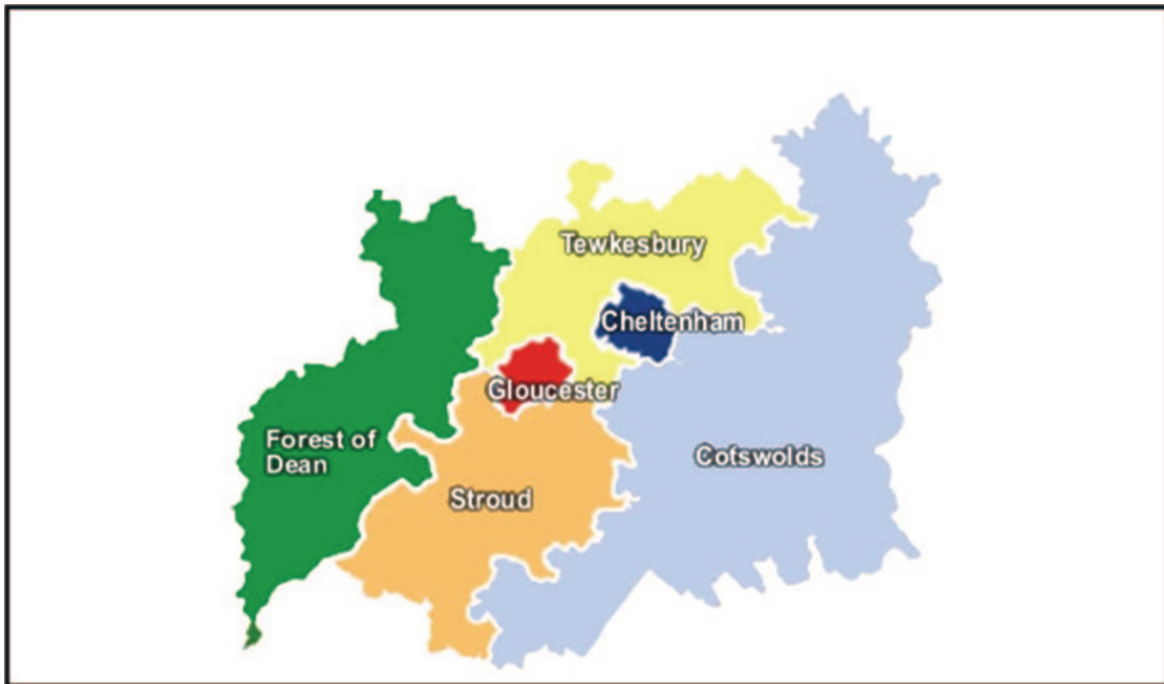 Tewkesbury
Cheltenham
Gloucester
Forest of
Dean
Cotswolds
Stroud